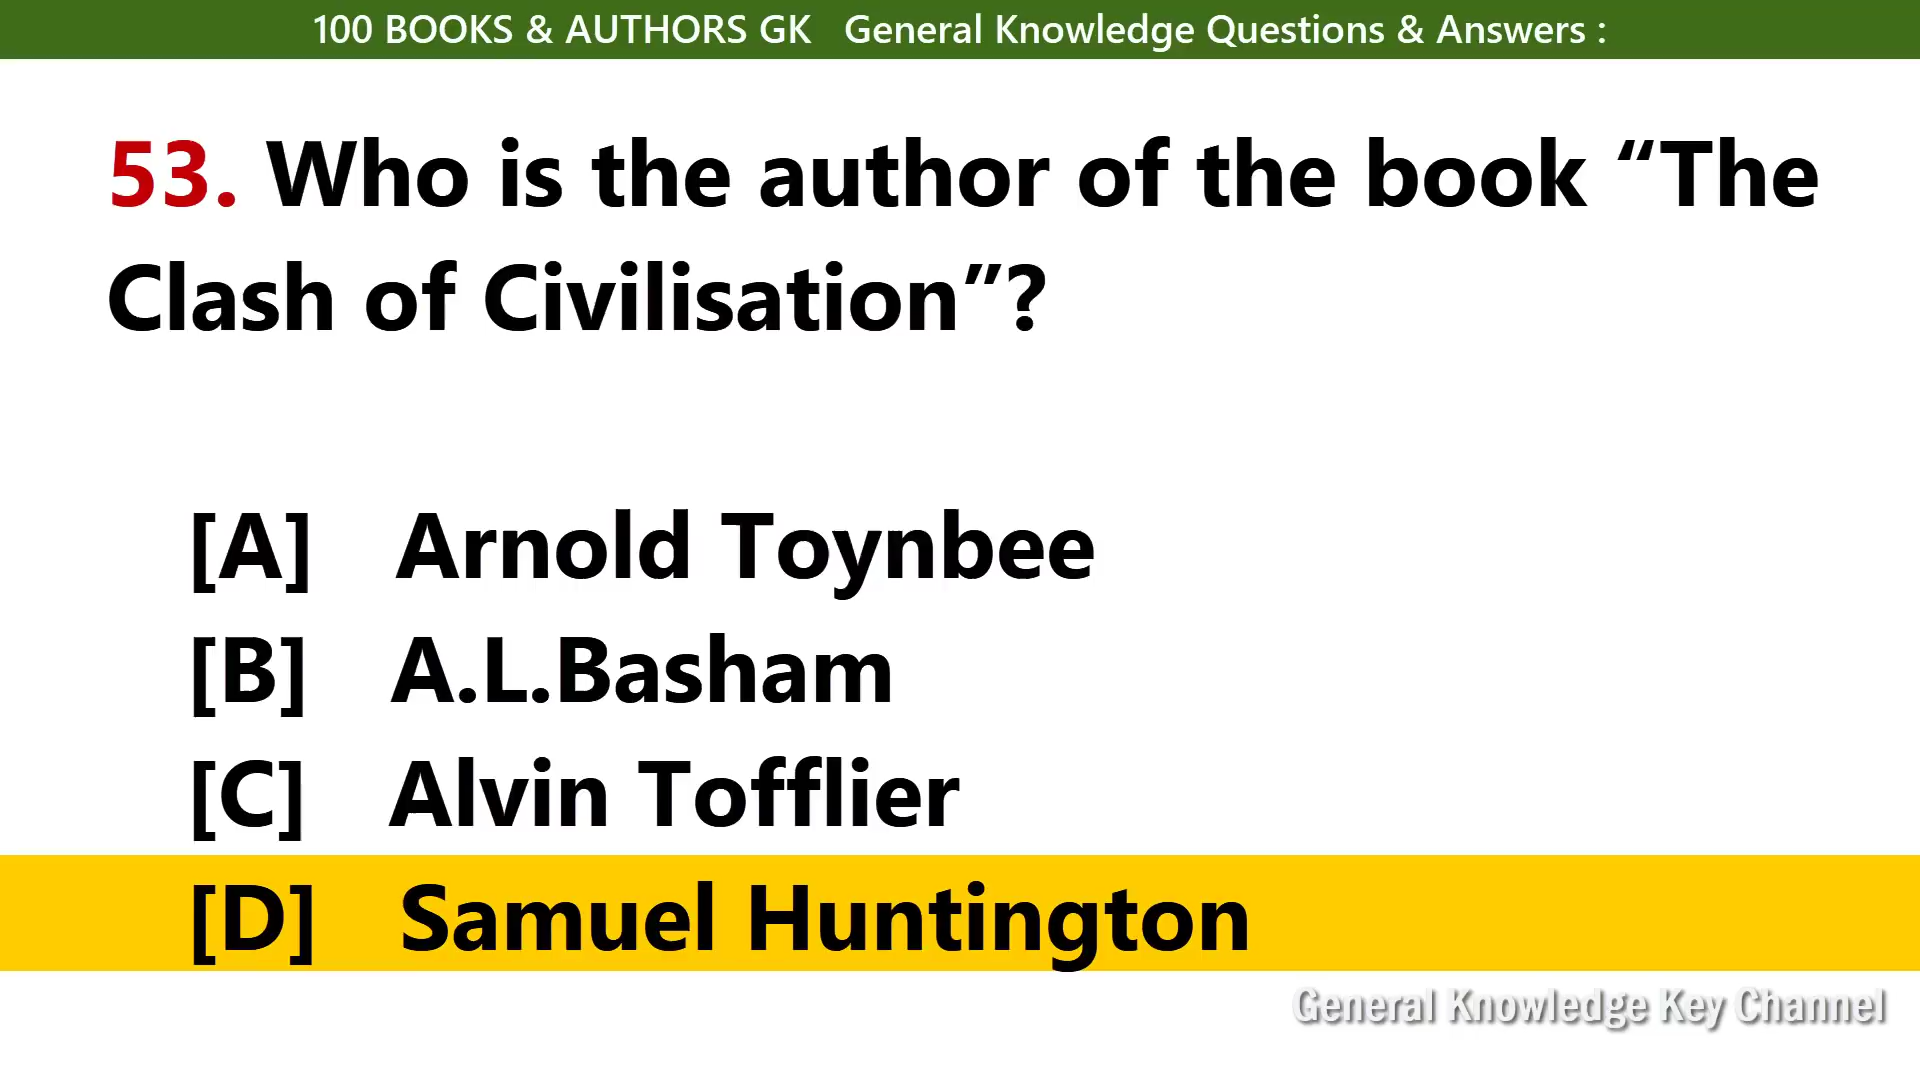 100 BOOKS & AUTHORS GK General Knowledge Questions & Answers :
53. Who is the author of the book “The
Clash of Civilisation”?
[A] Arnold Toynbee
[B] A.L.Basham
[C] Alvin Tofflier
[D] Samuel Huntington
General Knowledge Key Channel